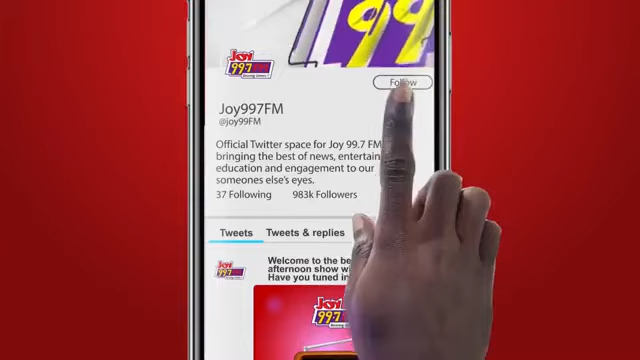 99
Joy
99.7 FM
Follow
Joy997FM
@joy99FM
Official Twitter space for Joy 99.7 FM
bringing the best of news, entertain
education and engagement to our
someones else's eyes.
37 Following 983k Followers
Tweets Tweets & replies
Welcome to the be
afternoon show w
Have you tuned in
Joy
99.7
Joy
99.7